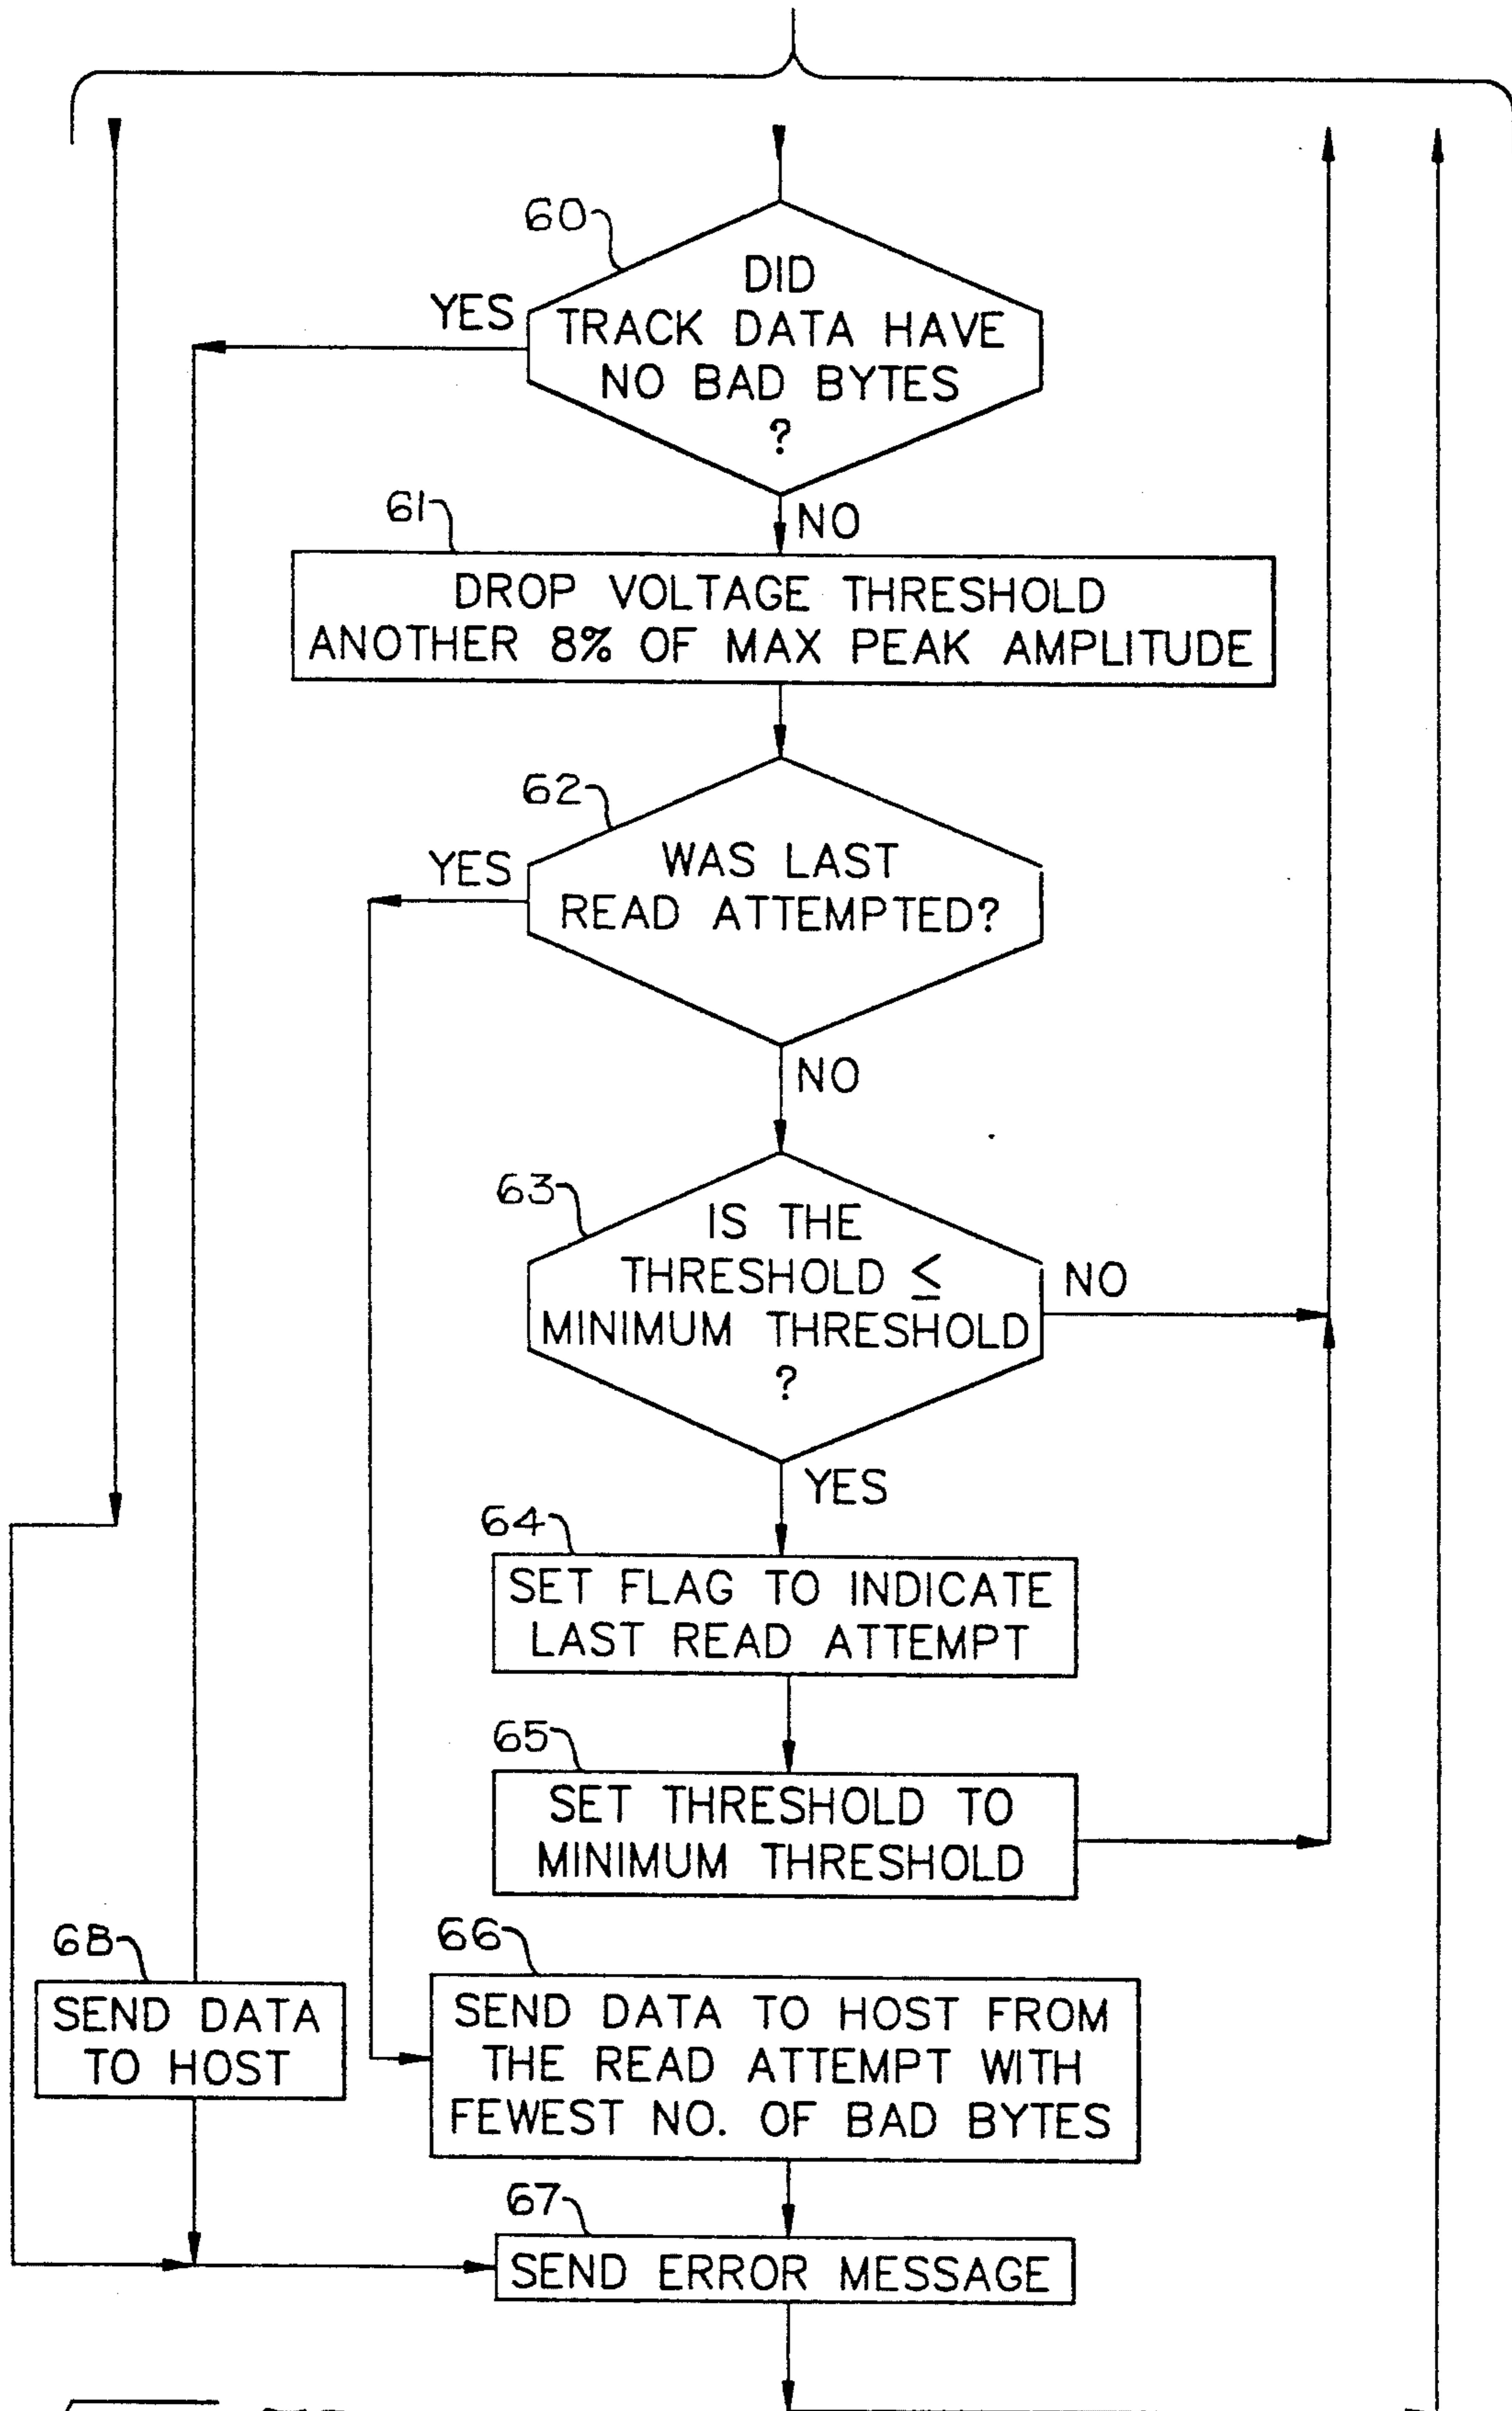 60
DID
TRACK DATA HAVE
NO BAD BYTES
?
YES
NO
61
DROP VOLTAGE THRESHOLD
ANOTHER 8% OF MAX PEAK AMPLITUDE
62
WAS LAST
READ ATTEMPTED?
YES
NO
63
IS THE
THRESHOLD ≤
MINIMUM THRESHOLD
?
NO
YES
64
SET FLAG TO INDICATE
LAST READ ATTEMPT
65
SET THRESHOLD TO
MINIMUM THRESHOLD
68
SEND DATA
TO HOST
66
SEND DATA TO HOST FROM
THE READ ATTEMPT WITH
FEWEST NO. OF BAD BYTES
67
SEND ERROR MESSAGE